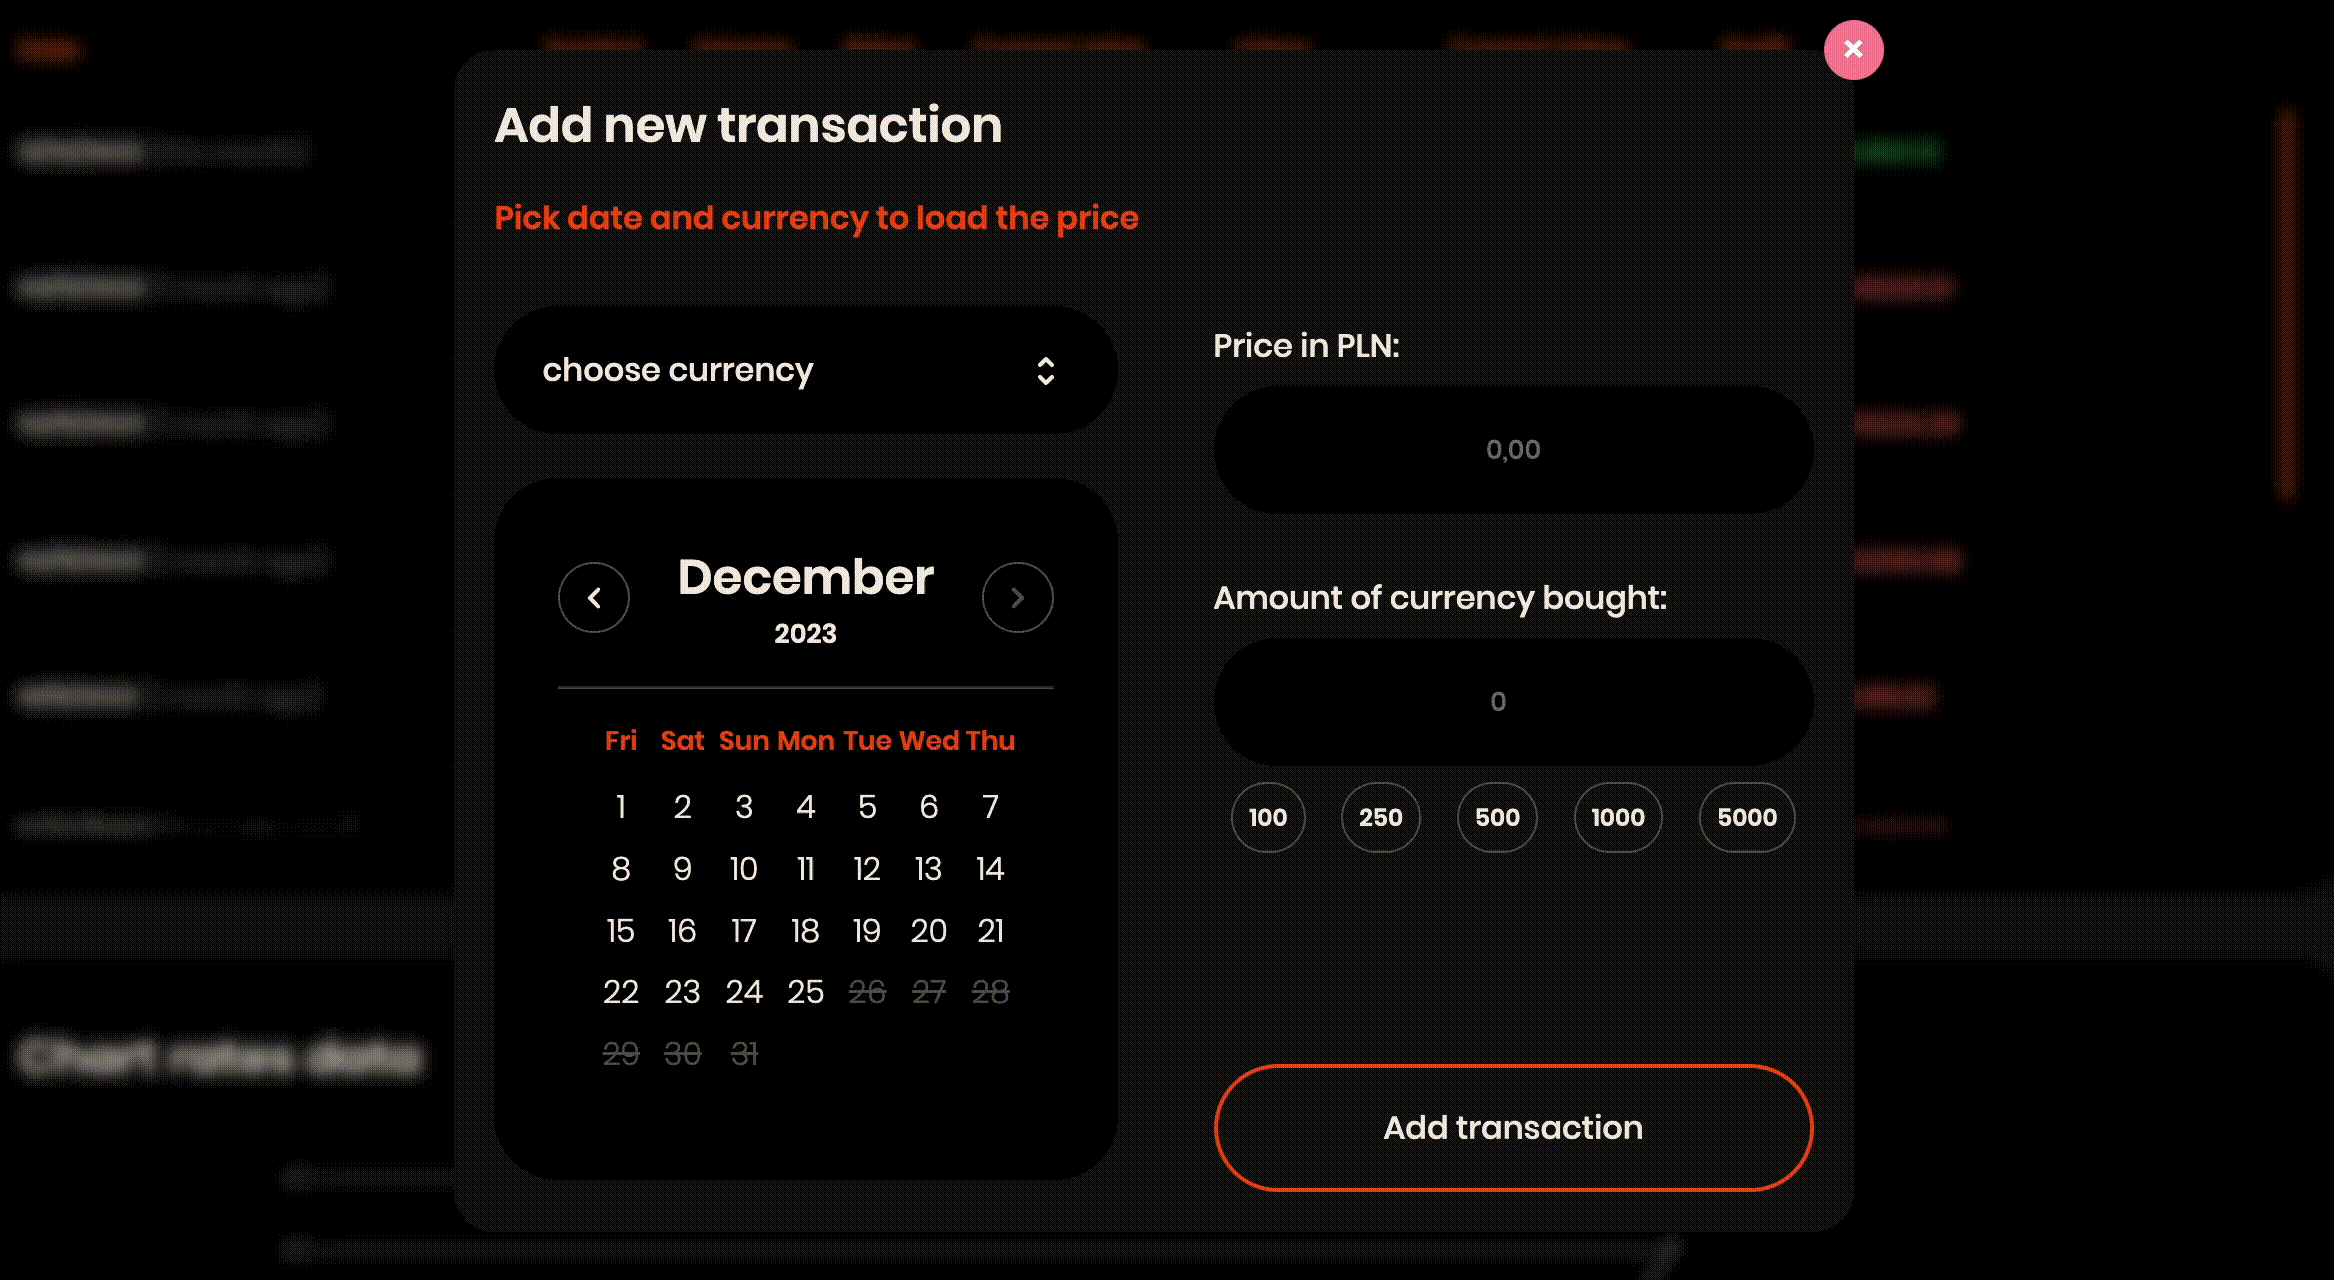 Add new transaction
Pick date and currency to load the price
choose currency
December
2023
Fri Sat Sun Mon Tue Wed Thu
1 2 3 4 5 6 7
8 9 10 11 12 13 14
15 16 17 18 19 20 21
22 23 24 25 26 27 28
29 30 31
Price in PLN:
0,00
Amount of currency bought:
0
100 250 500 1000 5000
Add transaction
Chart rates data